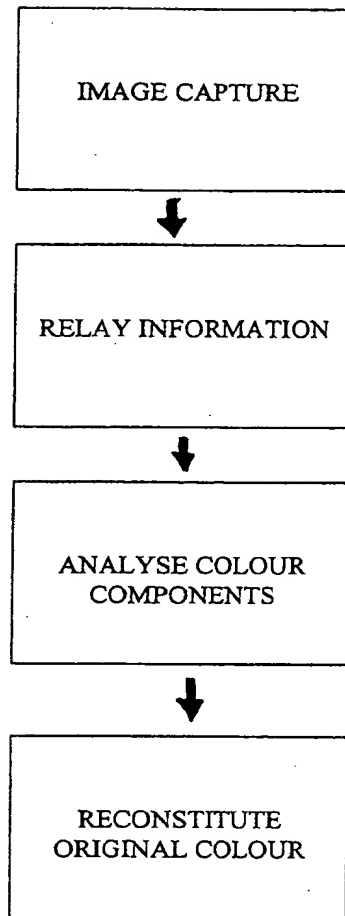 IMAGE CAPTURE
RELAY INFORMATION
ANALYSE COLOUR
COMPONENTS
RECONSTITUTE
ORIGINAL COLOUR